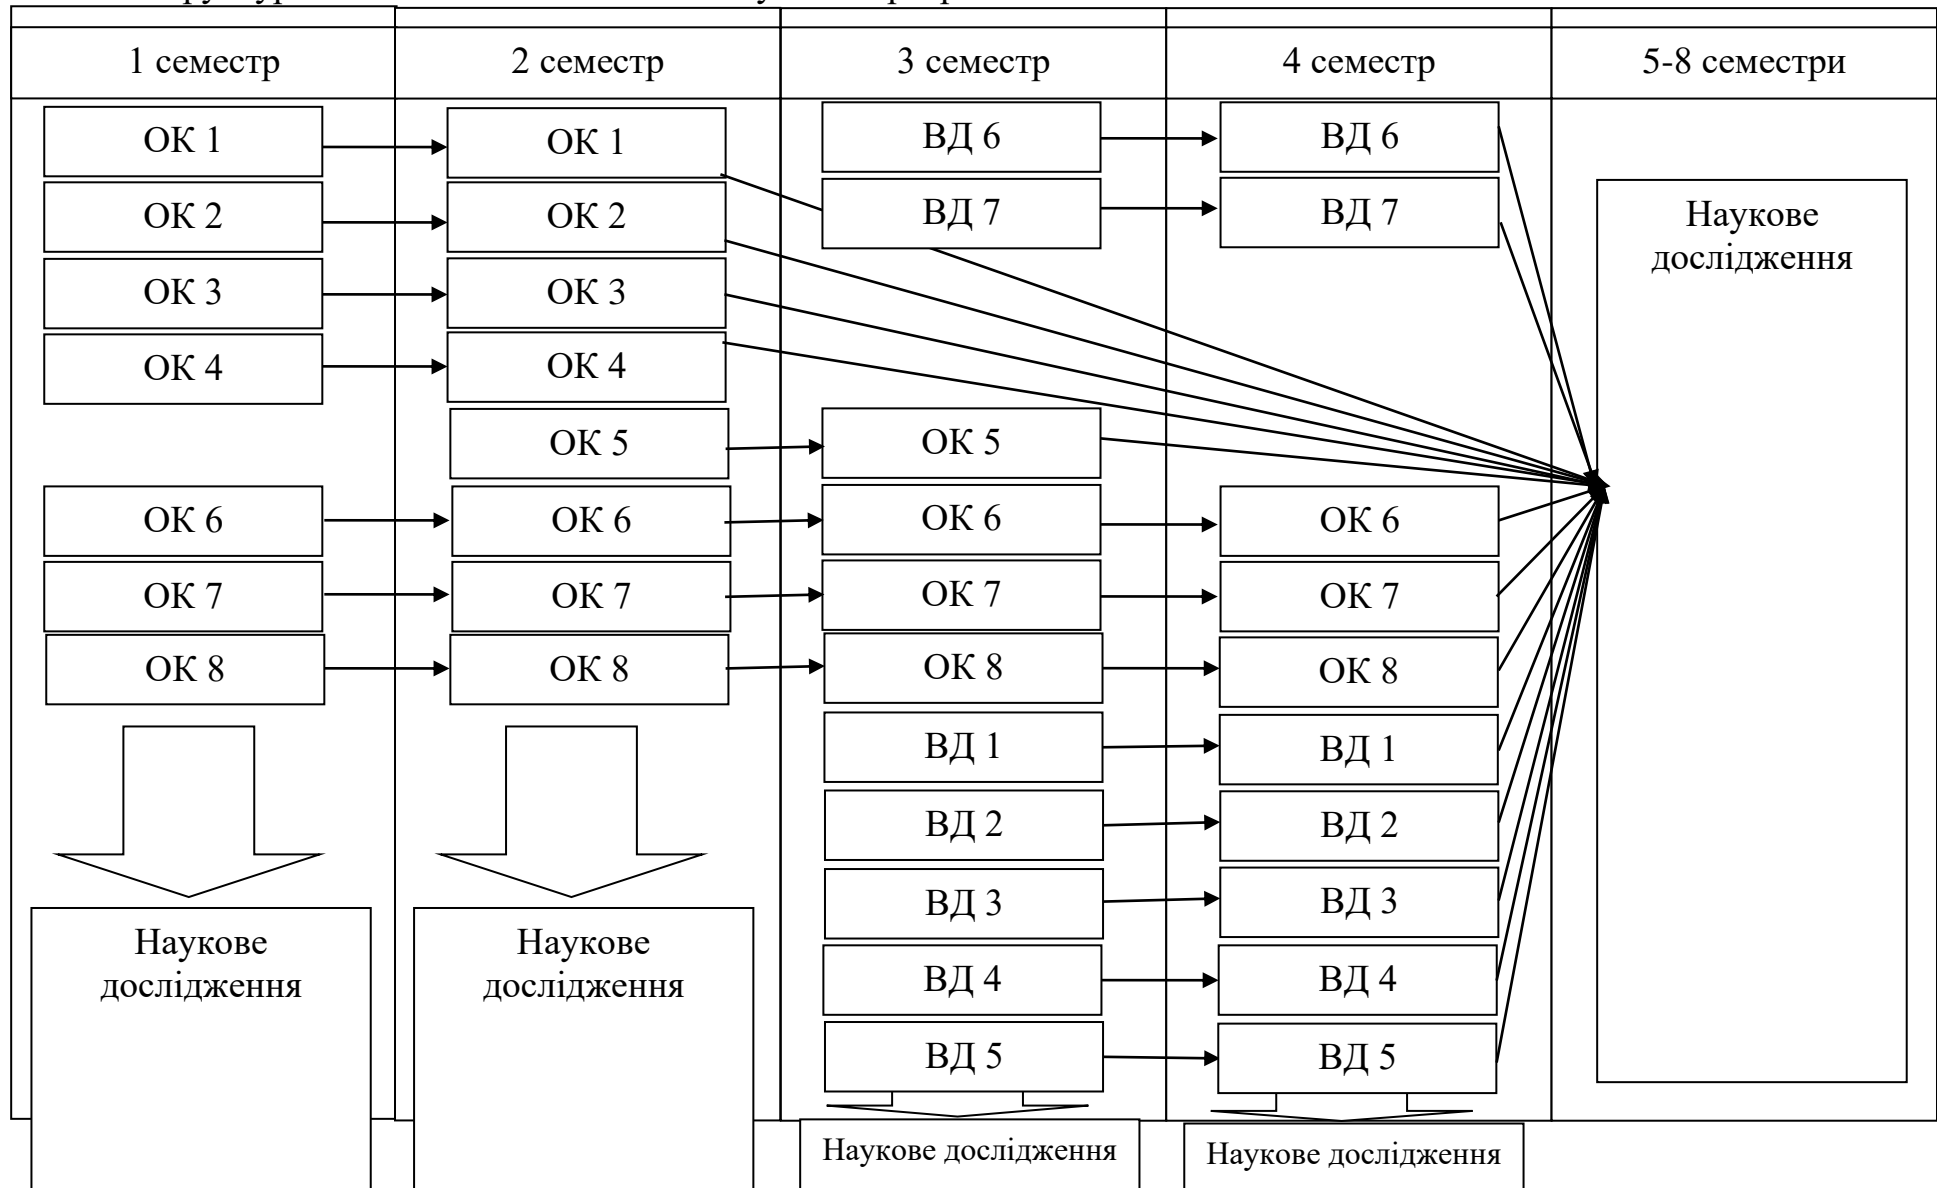 1 семестр
2 семестр
3 семестр
4 семестр
5-8 семестри
ОК 1
ОК 1
ВД 6
ВД 6
ОК 2
ОК 2
ВД 7
ВД 7
Наукове
дослідження
ОК 3
ОК 3
ОК 4
ОК 4
ОК 5
ОК 5
ОК 6
ОК 6
ОК 6
ОК 6
ОК 7
ОК 7
ОК 7
ОК 7
ОК 8
ОК 8
ОК 8
ОК 8
ВД 1
ВД 1
ВД 2
ВД 2
ВД 3
ВД 3
Наукове
дослідження
Наукове
дослідження
ВД 4
ВД 4
ВД 5
ВД 5
Наукове дослідження
Наукове дослідження